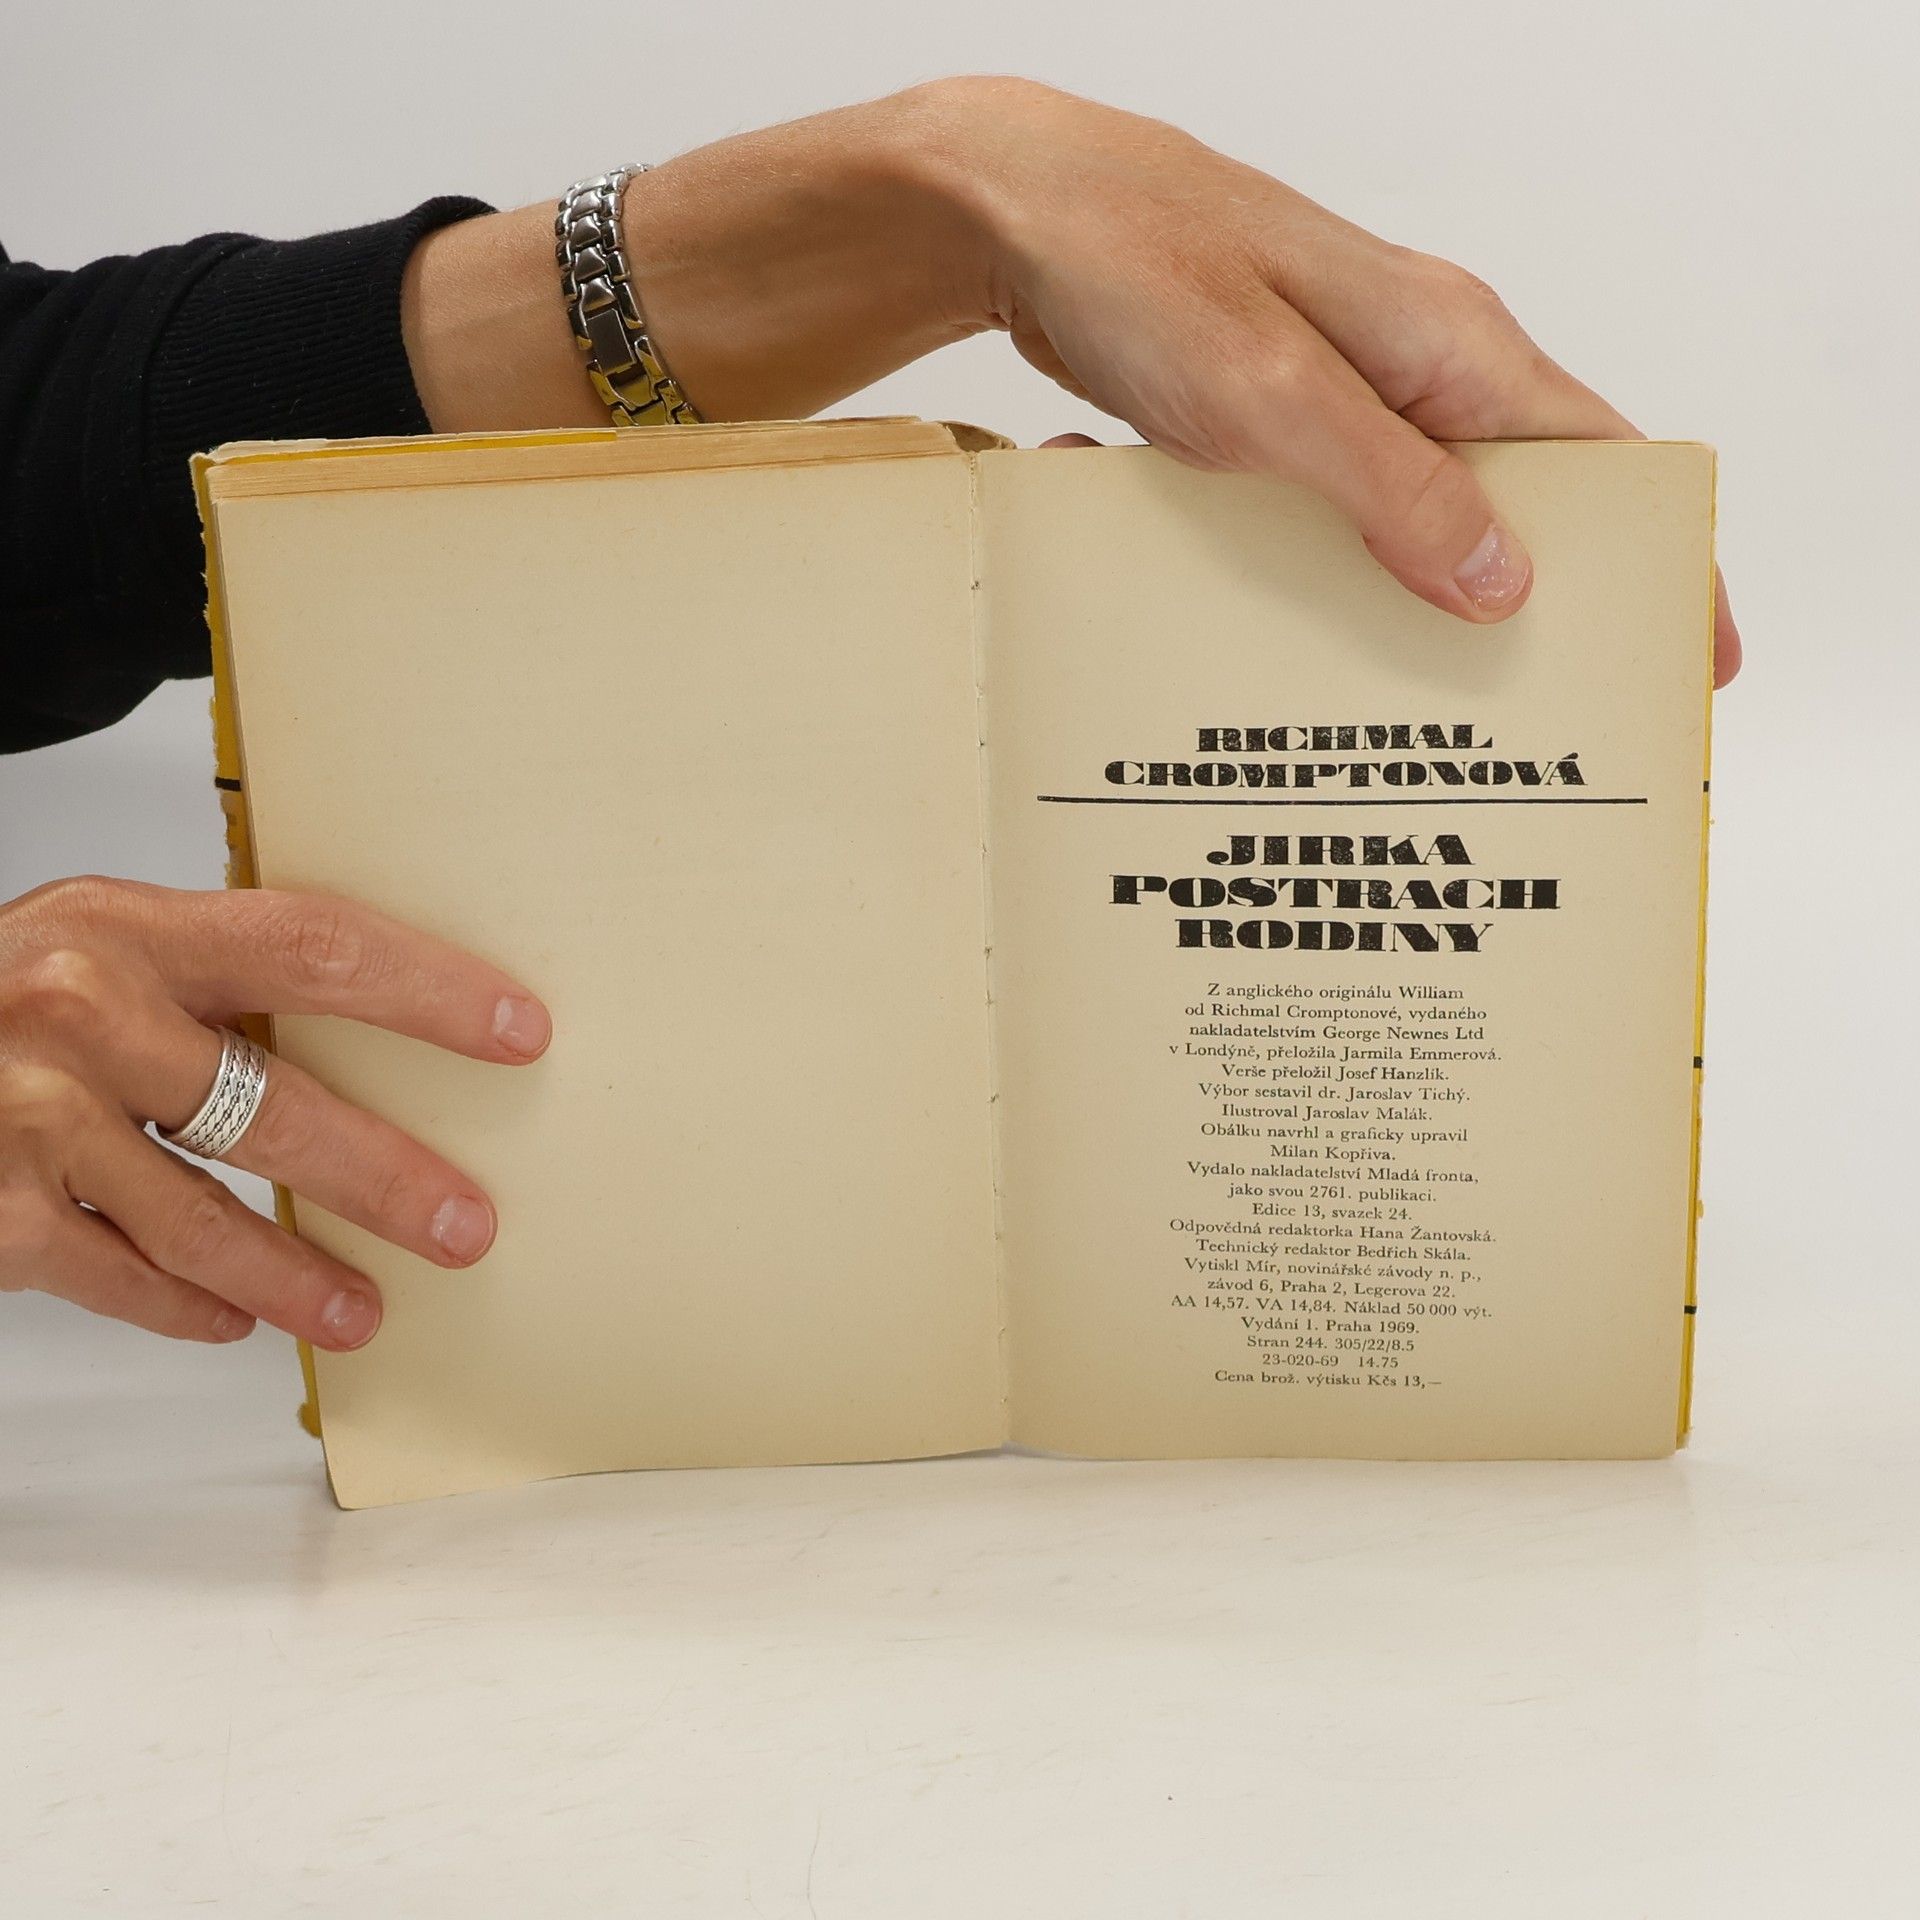 RICHMAL
CROMPTONOVÁ
JIRKA
POSTRACH
RODINY
Z anglického originálu William
od Richmal Cromptonové, vydaného
nakladatelstvím George Newnes Ltd
v Londýně, přeložila Jarmila Emmerová.
Verše přeložil Josef Hanzlík.
Výbor sestavil dr. Jaroslav Tichý.
Ilustroval Jaroslav Malák.
Obálku navrhl a graficky upravil
Milan Kopřiva.
Vydalo nakladatelství Mladá fronta,
jako svou 2761. publikaci.
Edice 13, svazek 24.
Odpovědná redaktorka Hana Žantovská.
Technický redaktor Bedřich Skála.
Vytiskl Mír, novinářské závody n. p.,
závod 6, Praha 2, Legerova 22.
AA 14,57. VA 14,84. Náklad 50 000 výt.
Vydání 1. Praha 1969.
Stran 244. 305/22/8.5
23-020-69 14.75
Cena brož. výtisku Kčs 13,—